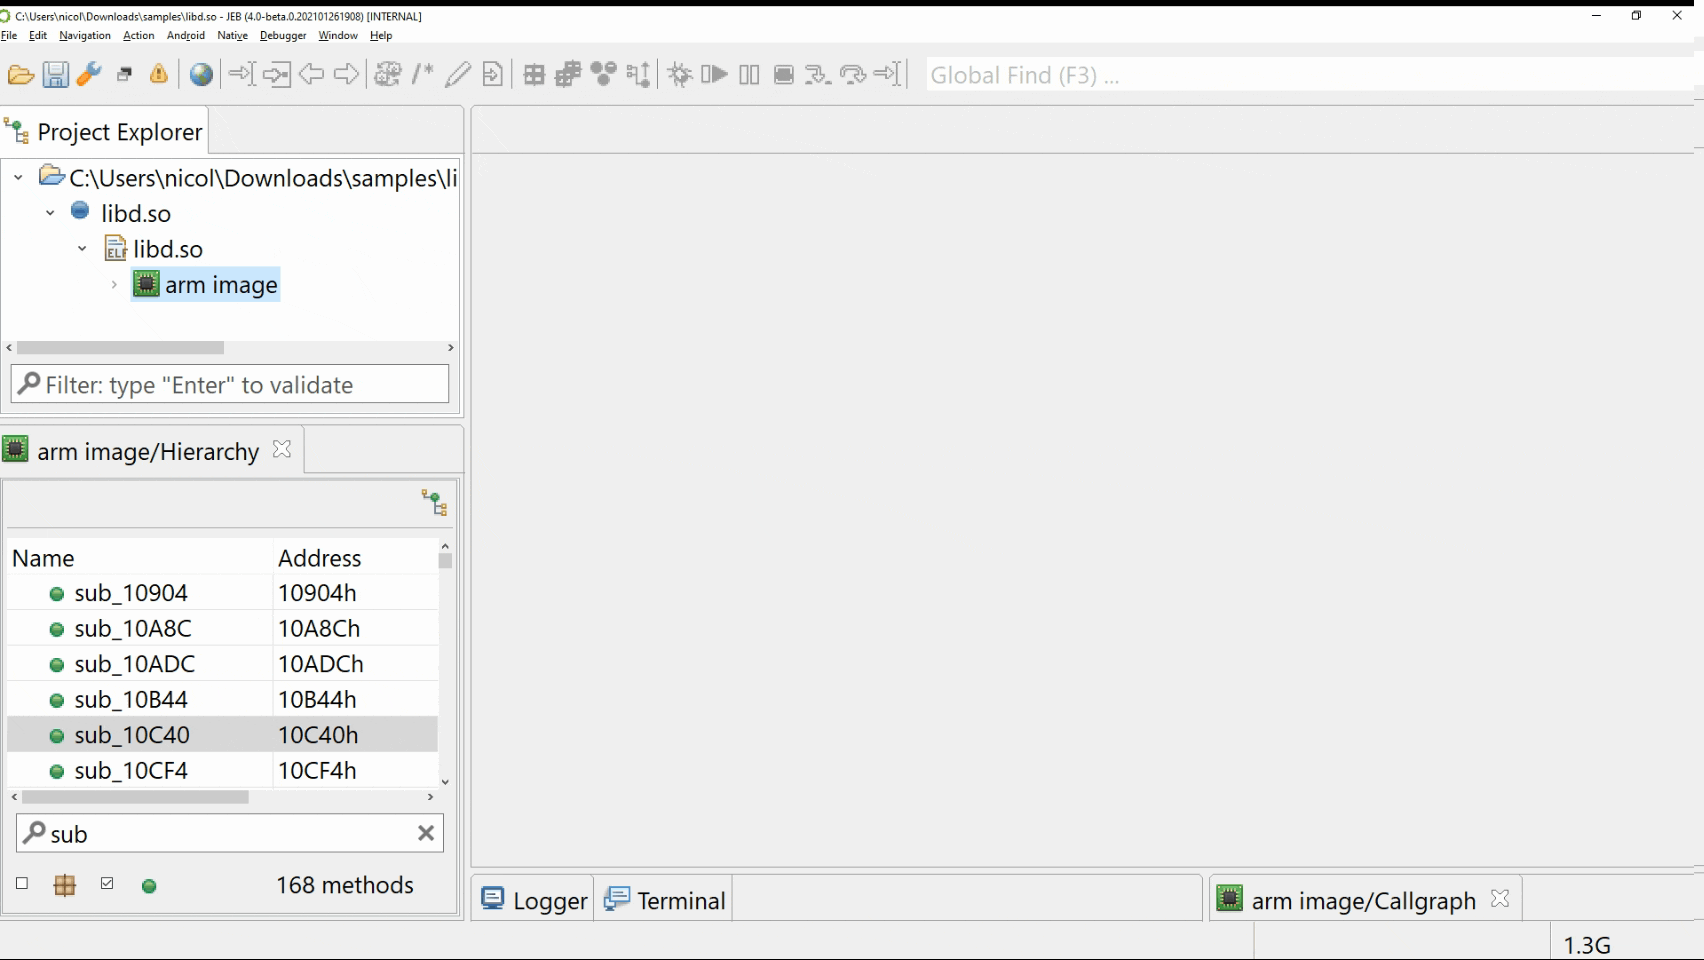 C:\Users\nicol\Downloads\samples\libd.so - JEB (4.0-beta.0.202101261908) [INTERNAL]
File Edit Navigation Action Android Native Debugger Window Help
/* Global Find (F3) ...
Project Explorer
C:\Users\nicol\Downloads\samples\li
libd.so
ELF libd.so
arm image
Filter: type "Enter" to validate
arm image/Hierarchy
Name Address
sub_10904 10904h
sub_10A8C 10A8Ch
sub_10ADC 10ADCh
sub_10B44 10B44h
sub_10C40 10C40h
sub_10CF4 10CF4h
sub
168 methods
Logger Terminal arm image/Callgraph
1.3G